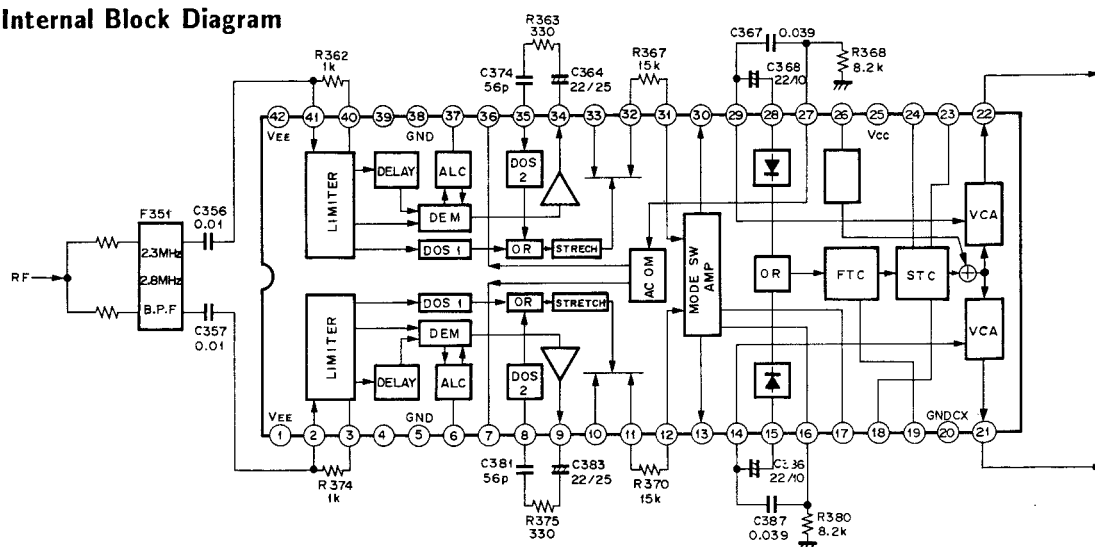 Internal Block Diagram
R363
330
C374
56p
C364
22/25
R362
1k
R367
15k
C367
0.039
C368
22/10
R368
8.2k
42
41
40
39
38
37
36
35
34
33
32
31
30
29
28
27
26
25
24
23
22
VEE
GND
Vcc
LIMITER
DELAY
ALC
DEM
DOS 1
DOS
2
OR
STRECH
AC OM
MODE SW
AMP
OR
FTC
STC
VCA
RF
F351
2.3MHz
2.8MHz
B.P.F
C356
0.01
C357
0.01
LIMITER
DOS 1
DEM
DELAY
ALC
OR
STRETCH
DOS
2
VCA
VEE
GND
GNDCX
1
2
3
4
5
6
7
8
9
10
11
12
13
14
15
16
17
18
19
20
21
R374
1k
C381
56p
C383
22/25
R375
330
R370
15k
22/10
C387
0.039
R380
8.2k